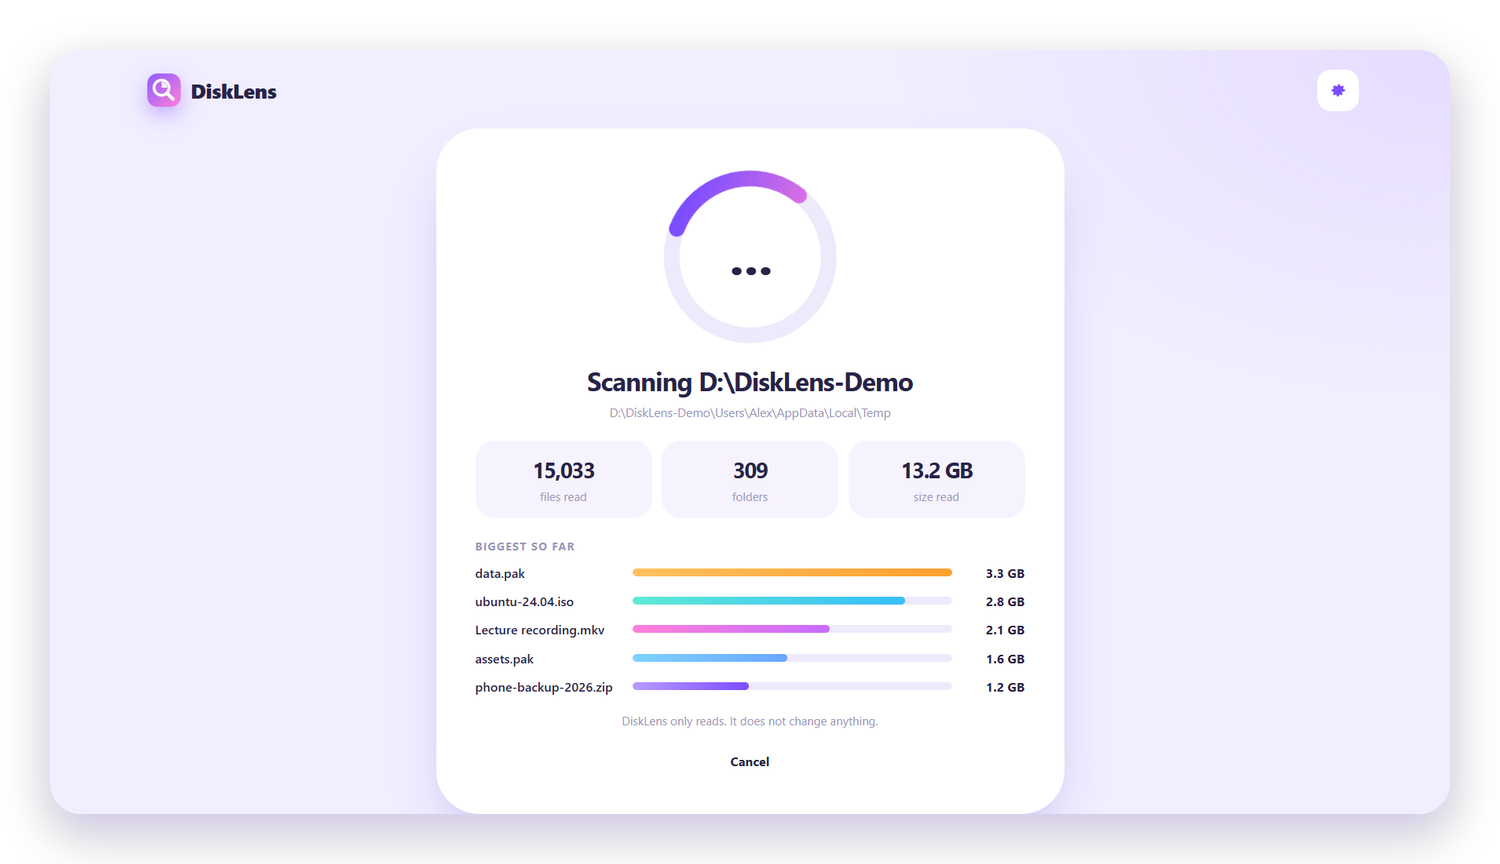 DiskLens
...
Scanning D:\DiskLens-Demo
D:\DiskLens-Demo\Users\Alex\AppData\Local\Temp
15,033 309 13.2 GB
files read folders size read
BIGGEST SO FAR
data.pak 3.3 GB
ubuntu-24.04.iso 2.8 GB
Lecture recording.mkv 2.1 GB
assets.pak 1.6 GB
phone-backup-2026.zip 1.2 GB
DiskLens only reads. It does not change anything.
Cancel